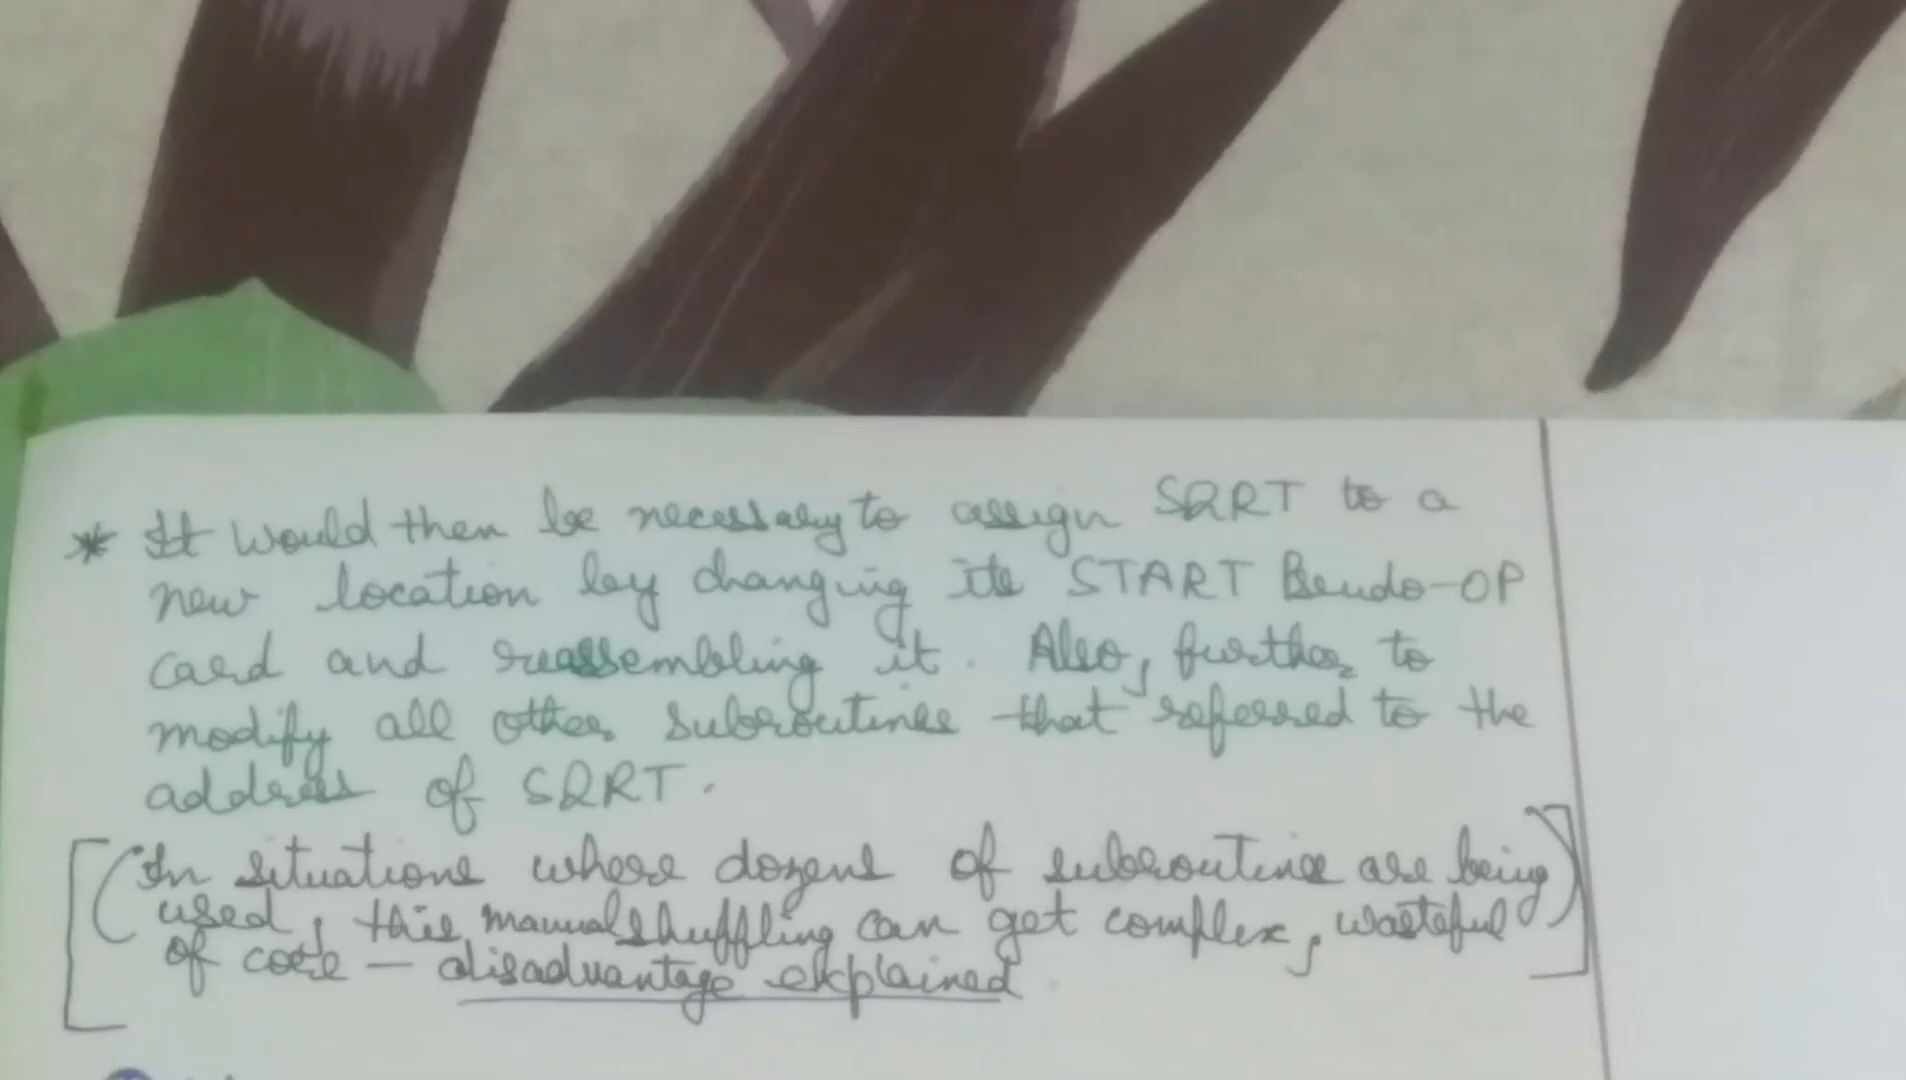 * It would then be necessary to assign SQRT to a
new location by changing its START Pseudo-OP
card and reassembling it. Also, further to
modify all other subroutines that referred to the
address of SQRT.
[(In situations where dozens of subroutines are being
used, this manual shuffling can get complex, wasteful)]
of core — disadvantage explained